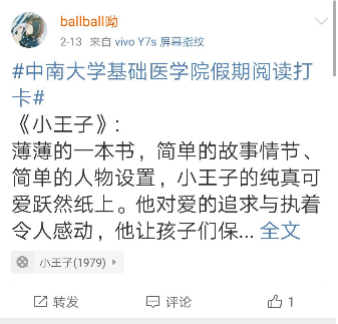 ballball呦
2-13 来自 vivo Y7s 屏幕指纹
#中南大学基础医学院假期阅读打
卡#
《小王子》:
薄薄的一本书，简单的故事情节、
简单的人物设置，小王子的纯真可
爱跃然纸上。他对爱的追求与执着
令人感动，他让孩子们保... 全文
小王子(1979)
转发 评论 1